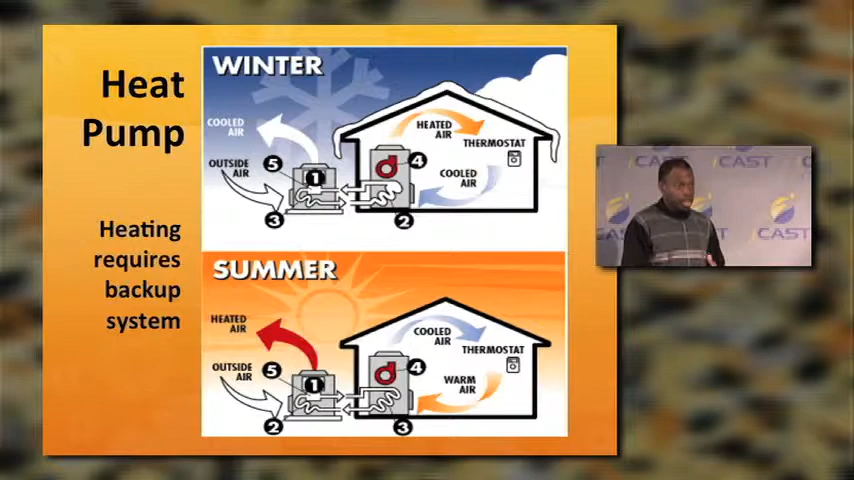 Heat
Pump
Heating
requires
backup
system
WINTER
COOLED
AIR
OUTSIDE
AIR
5
1
3
HEATED
AIR
THERMOSTAT
4
COOLED
AIR
2
SUMMER
HEATED
AIR
OUTSIDE
AIR
5
1
2
COOLED
AIR
THERMOSTAT
4
WARM
AIR
3
CAST
CAST
CAST